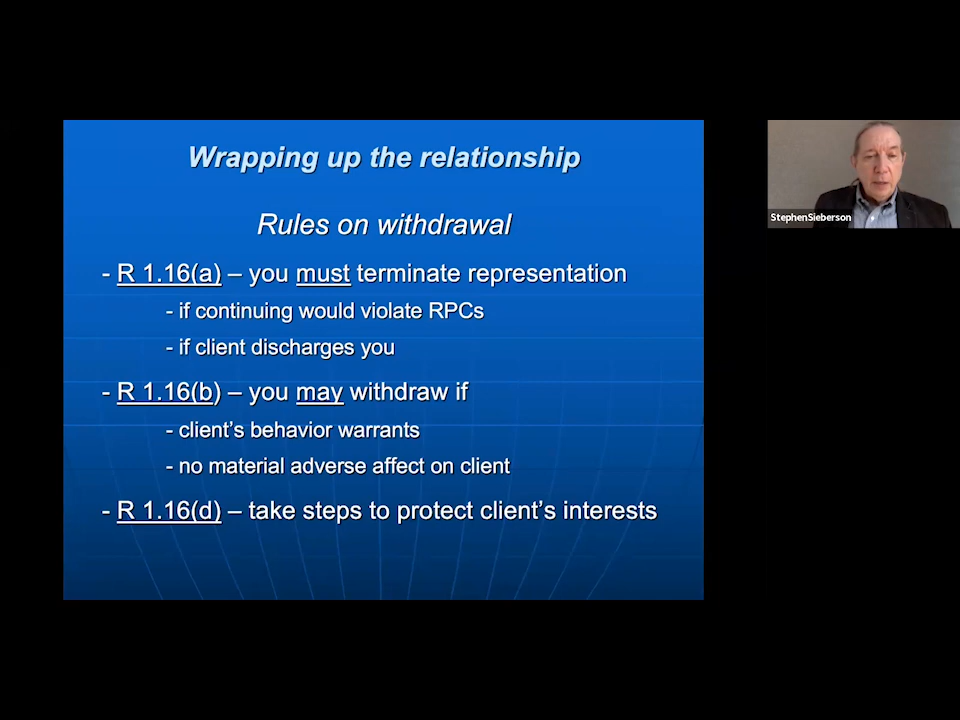 Wrapping up the relationship
Rules on withdrawal
- R 1.16(a) – you must terminate representation
- if continuing would violate RPCs
- if client discharges you
- R 1.16(b) – you may withdraw if
- client’s behavior warrants
- no material adverse affect on client
- R 1.16(d) – take steps to protect client’s interests
StephenSieberson